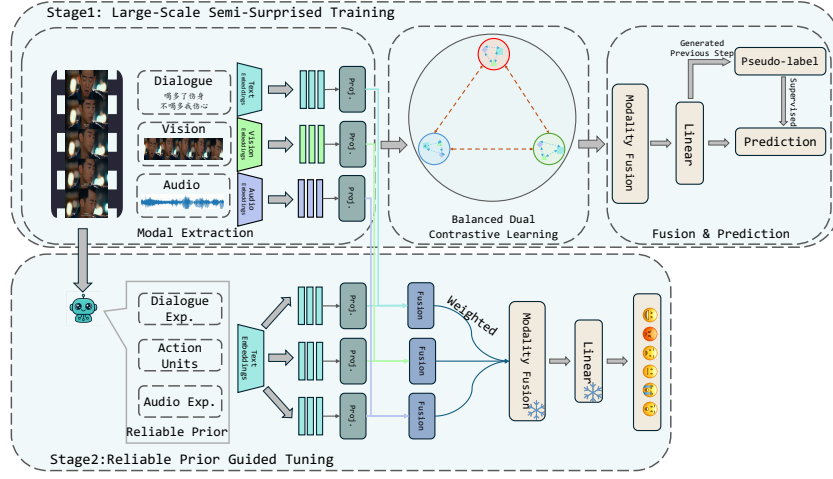 Stage1: Large-Scale Semi-Surprised Training
Dialogue
喝多了伤身
不喝多我伤心
Vision
Audio
Text
Embeddings
Vision
Embeddings
Audio
Embeddings
Proj.
Proj.
Proj.
Modal Extraction
Balanced Dual
Contrastive Learning
Modality Fusion
Linear
Generated
Previous Step
Pseudo-label
Supervised
Prediction
Fusion & Prediction
Dialogue
Exp.
Action
Units
Audio Exp.
Reliable Prior
Text
Embeddings
Proj.
Proj.
Proj.
Fusion
Fusion
Fusion
Weighted
Modality Fusion
Linear
Stage2:Reliable Prior Guided Tuning